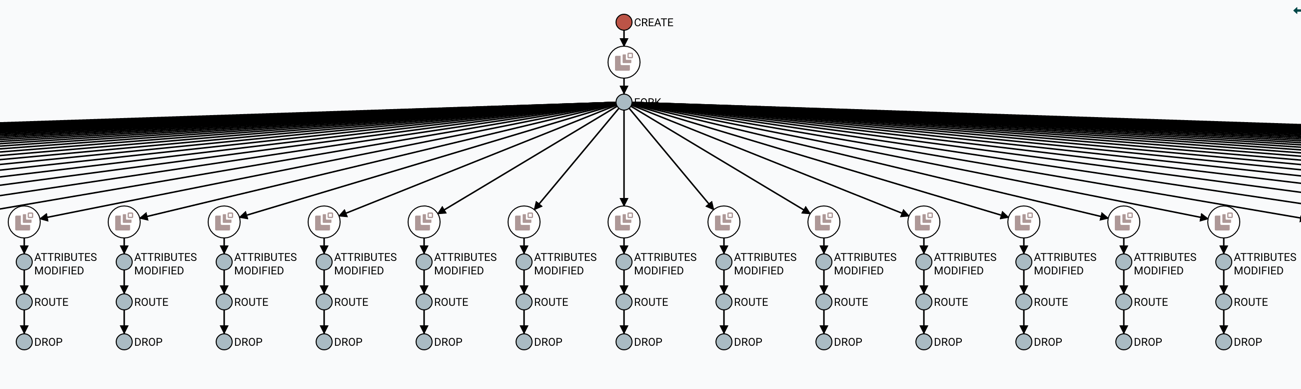 CREATE
FORK
ATTRIBUTES ATTRIBUTES ATTRIBUTES ATTRIBUTES ATTRIBUTES ATTRIBUTES ATTRIBUTES ATTRIBUTES ATTRIBUTES ATTRIBUTES ATTRIBUTES ATTRIBUTES ATTRIBUTES
MODIFIED MODIFIED MODIFIED MODIFIED MODIFIED MODIFIED MODIFIED MODIFIED MODIFIED MODIFIED MODIFIED MODIFIED MODIFIED
ROUTE ROUTE ROUTE ROUTE ROUTE ROUTE ROUTE ROUTE ROUTE ROUTE ROUTE ROUTE ROUTE
DROP DROP DROP DROP DROP DROP DROP DROP DROP DROP DROP DROP DROP